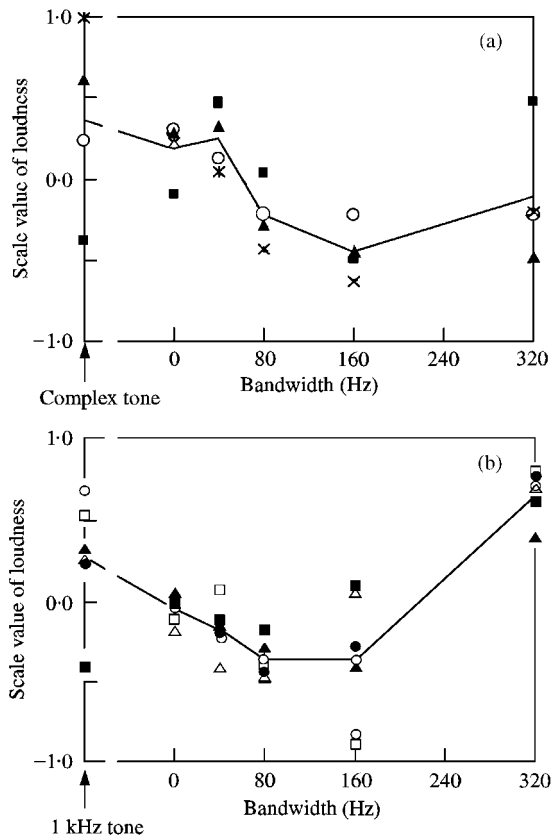 1·0
(a)
Scale value of loudness
0·0
−1·0
0
80
160
240
320
Bandwidth (Hz)
Complex tone
1·0
(b)
Scale value of loudness
0·0
−1·0
0
80
160
240
320
Bandwidth (Hz)
1 kHz tone